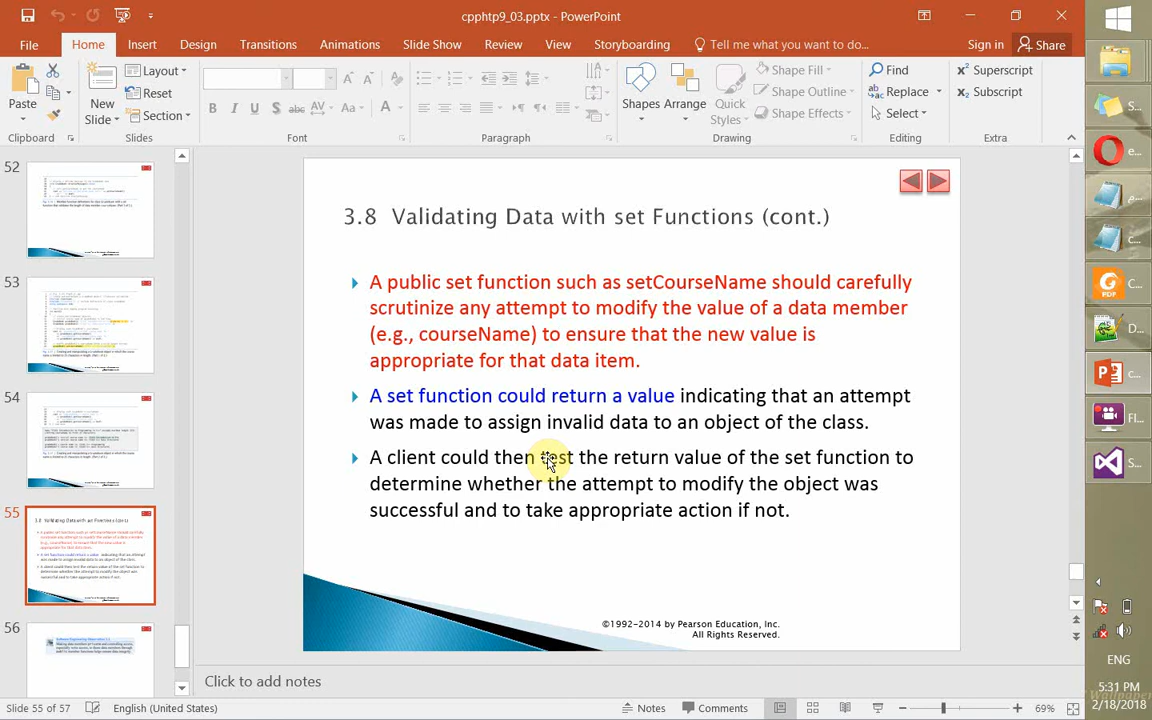 cpphtp9_03.pptx - PowerPoint
File Home Insert Design Transitions Animations Slide Show Review View Storyboarding Tell me what you want to do... Sign in Share
Paste
Clipboard
New Slide
Layout
Reset
Section
Slides
B I U S abc AV Aa A
Font
Paragraph
Shapes
Arrange
Quick Styles
Shape Fill
Shape Outline
Shape Effects
Drawing
Find
Replace
Select
Editing
Superscript
Subscript
Extra
52
53
54
55
56
3.8 Validating Data with set Functions (cont.)
A public set function such as setCourseName should carefully
scrutinize any attempt to modify the value of a data member
(e.g., courseName) to ensure that the new value is
appropriate for that data item.
A set function could return a value indicating that an attempt
was made to assign invalid data to an object of the class.
A client could then test the return value of the set function to
determine whether the attempt to modify the object was
successful and to take appropriate action if not.
©1992-2014 by Pearson Education, Inc.
All Rights Reserved.
Click to add notes
Slide 55 of 57 English (United States) Notes Comments 69%
S...
e...
e...
C...
C...
D...
C...
Fl...
S...
ENG
5:31 PM
2/18/2018